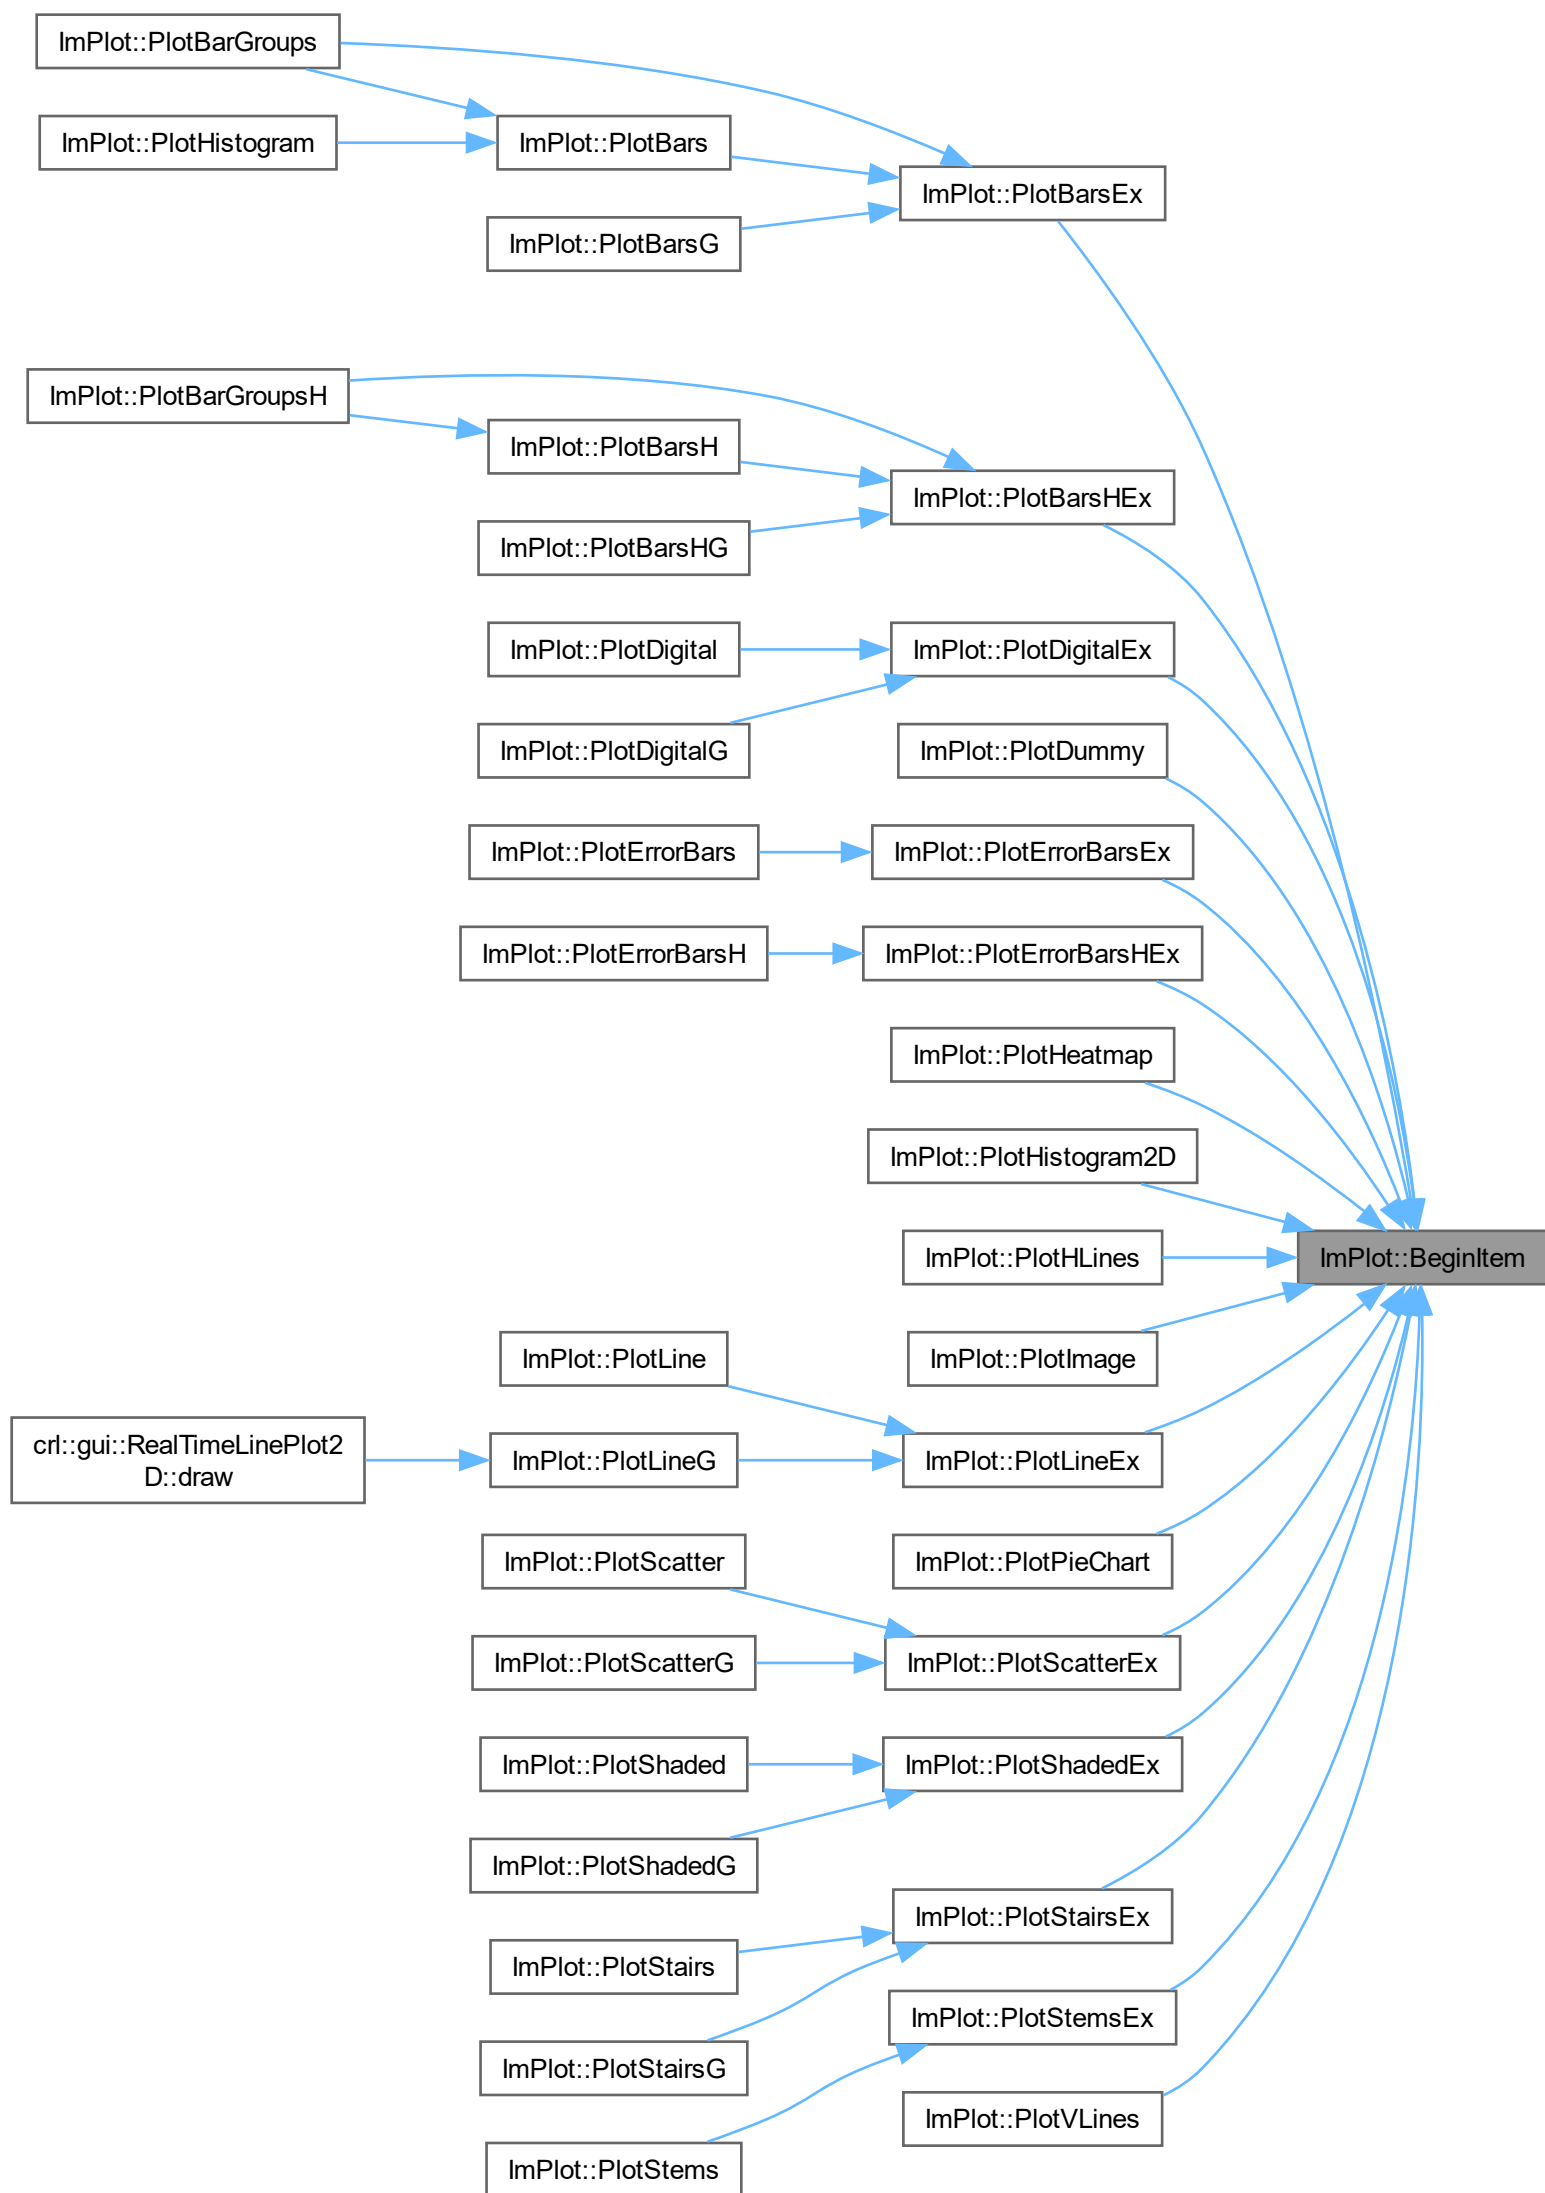 ImPlot::PlotBarGroups
ImPlot::PlotHistogram
ImPlot::PlotBars
ImPlot::PlotBarsEx
ImPlot::PlotBarsG
ImPlot::PlotBarGroupsH
ImPlot::PlotBarsH
ImPlot::PlotBarsHEx
ImPlot::PlotBarsHG
ImPlot::PlotDigital
ImPlot::PlotDigitalEx
ImPlot::PlotDigitalG
ImPlot::PlotDummy
ImPlot::PlotErrorBars
ImPlot::PlotErrorBarsEx
ImPlot::PlotErrorBarsH
ImPlot::PlotErrorBarsHEx
ImPlot::PlotHeatmap
ImPlot::PlotHistogram2D
ImPlot::PlotHLines
ImPlot::BeginItem
ImPlot::PlotImage
ImPlot::PlotLine
crl::gui::RealTimeLinePlot2
D::draw
ImPlot::PlotLineG
ImPlot::PlotLineEx
ImPlot::PlotPieChart
ImPlot::PlotScatter
ImPlot::PlotScatterG
ImPlot::PlotScatterEx
ImPlot::PlotShaded
ImPlot::PlotShadedEx
ImPlot::PlotShadedG
ImPlot::PlotStairsEx
ImPlot::PlotStairs
ImPlot::PlotStemsEx
ImPlot::PlotStairsG
ImPlot::PlotVLines
ImPlot::PlotStems